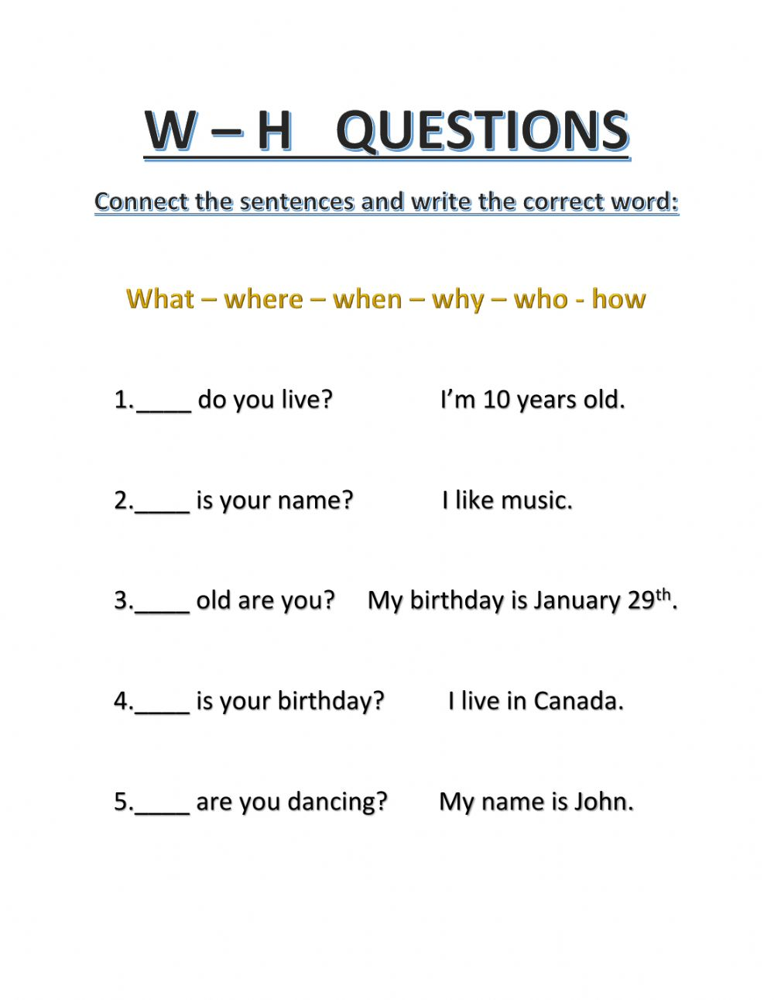 W – H QUESTIONS
Connect the sentences and write the correct word:
What – where – when – why – who - how
1.____ do you live? I’m 10 years old.
2.____ is your name? I like music.
3.____ old are you? My birthday is January 29th.
4.____ is your birthday? I live in Canada.
5.____ are you dancing? My name is John.